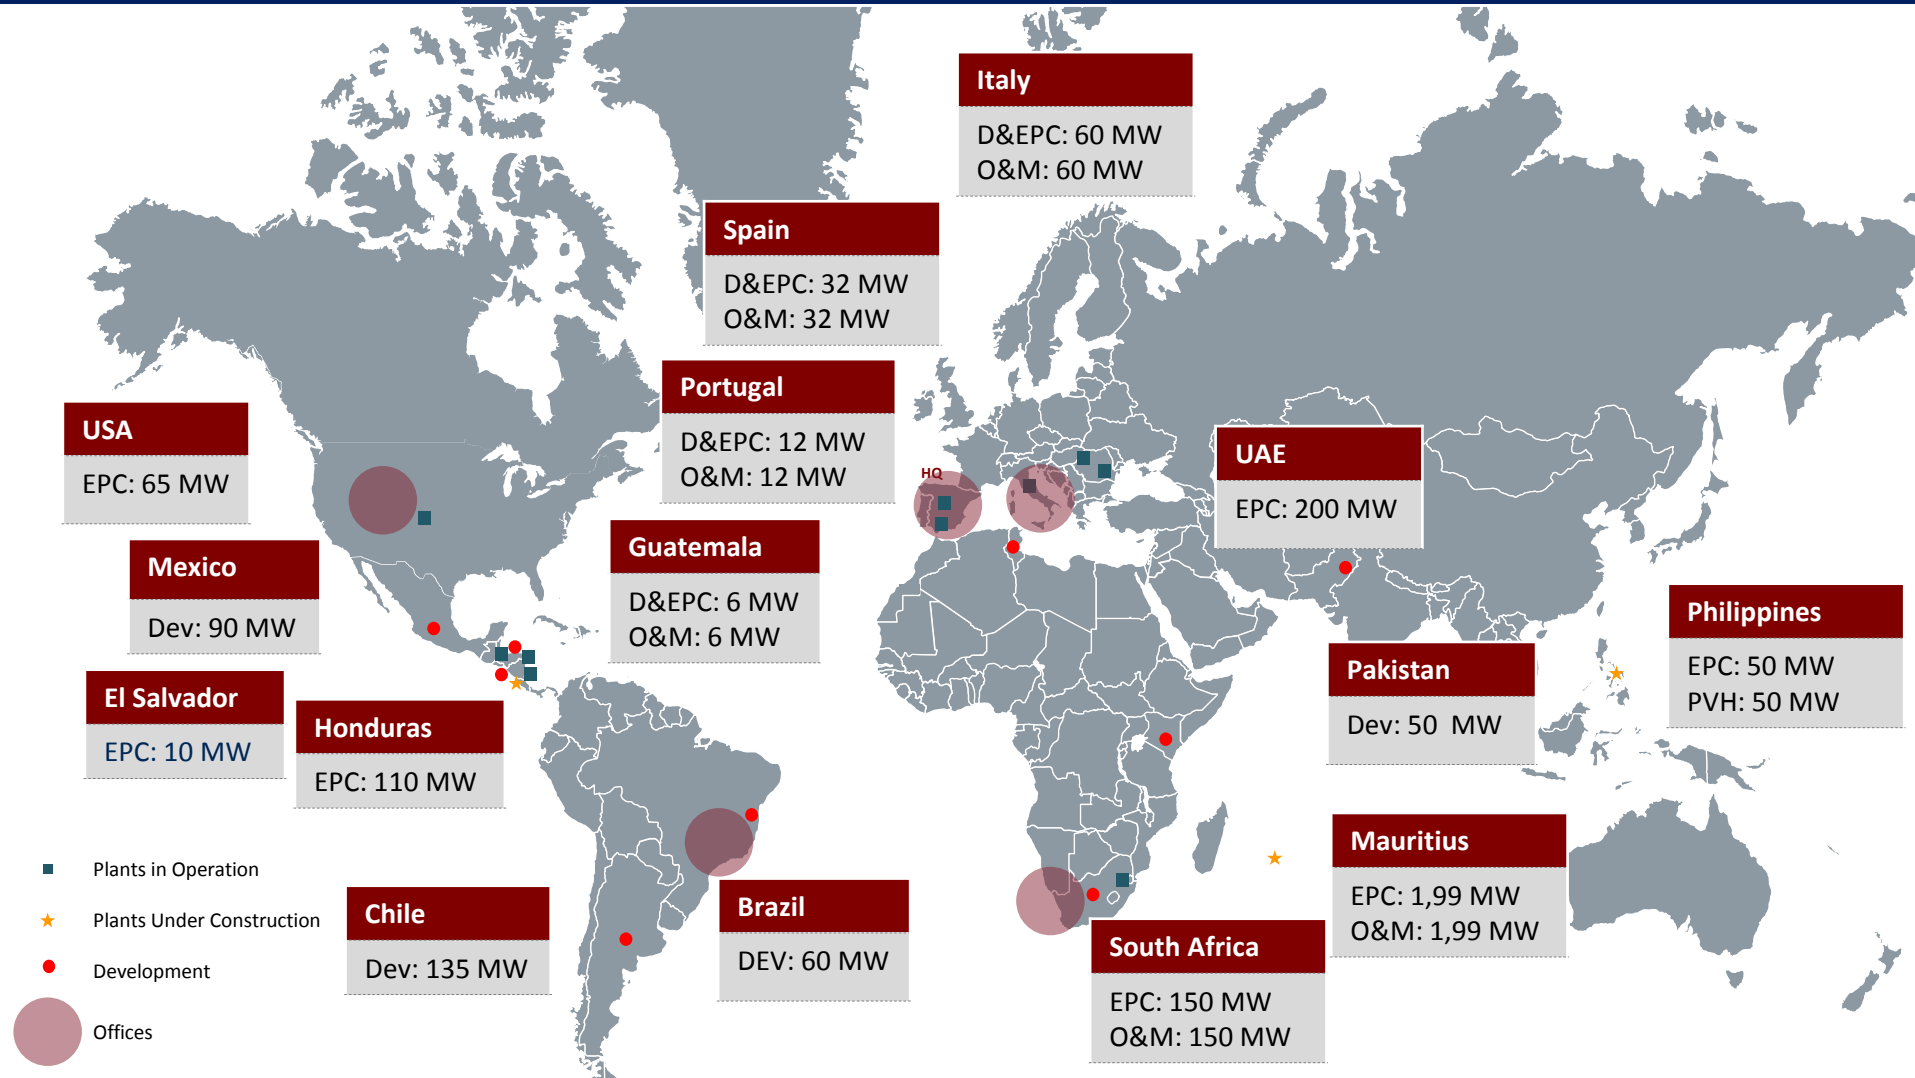 Italy
D&EPC: 60 MW
O&M: 60 MW
Spain
D&EPC: 32 MW
O&M: 32 MW
Portugal
D&EPC: 12 MW
O&M: 12 MW
USA
EPC: 65 MW
HQ
UAE
EPC: 200 MW
Mexico
Dev: 90 MW
Guatemala
D&EPC: 6 MW
O&M: 6 MW
Philippines
EPC: 50 MW
PVH: 50 MW
Pakistan
Dev: 50  MW
El Salvador
EPC: 10 MW
Honduras
EPC: 110 MW
Mauritius
EPC: 1,99 MW
O&M: 1,99 MW
Chile
Dev: 135 MW
Brazil
DEV: 60 MW
South Africa
EPC: 150 MW
O&M: 150 MW
Plants in Operation
Plants Under Construction
Development
Offices